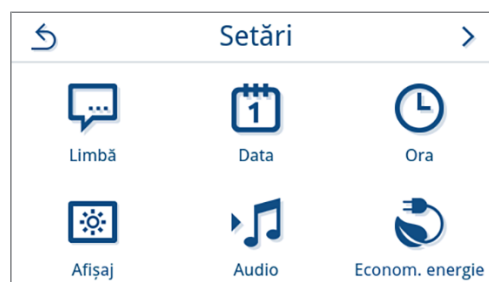 Setări
1
Limbă Data Ora
Afișaj Audio Econom. energie